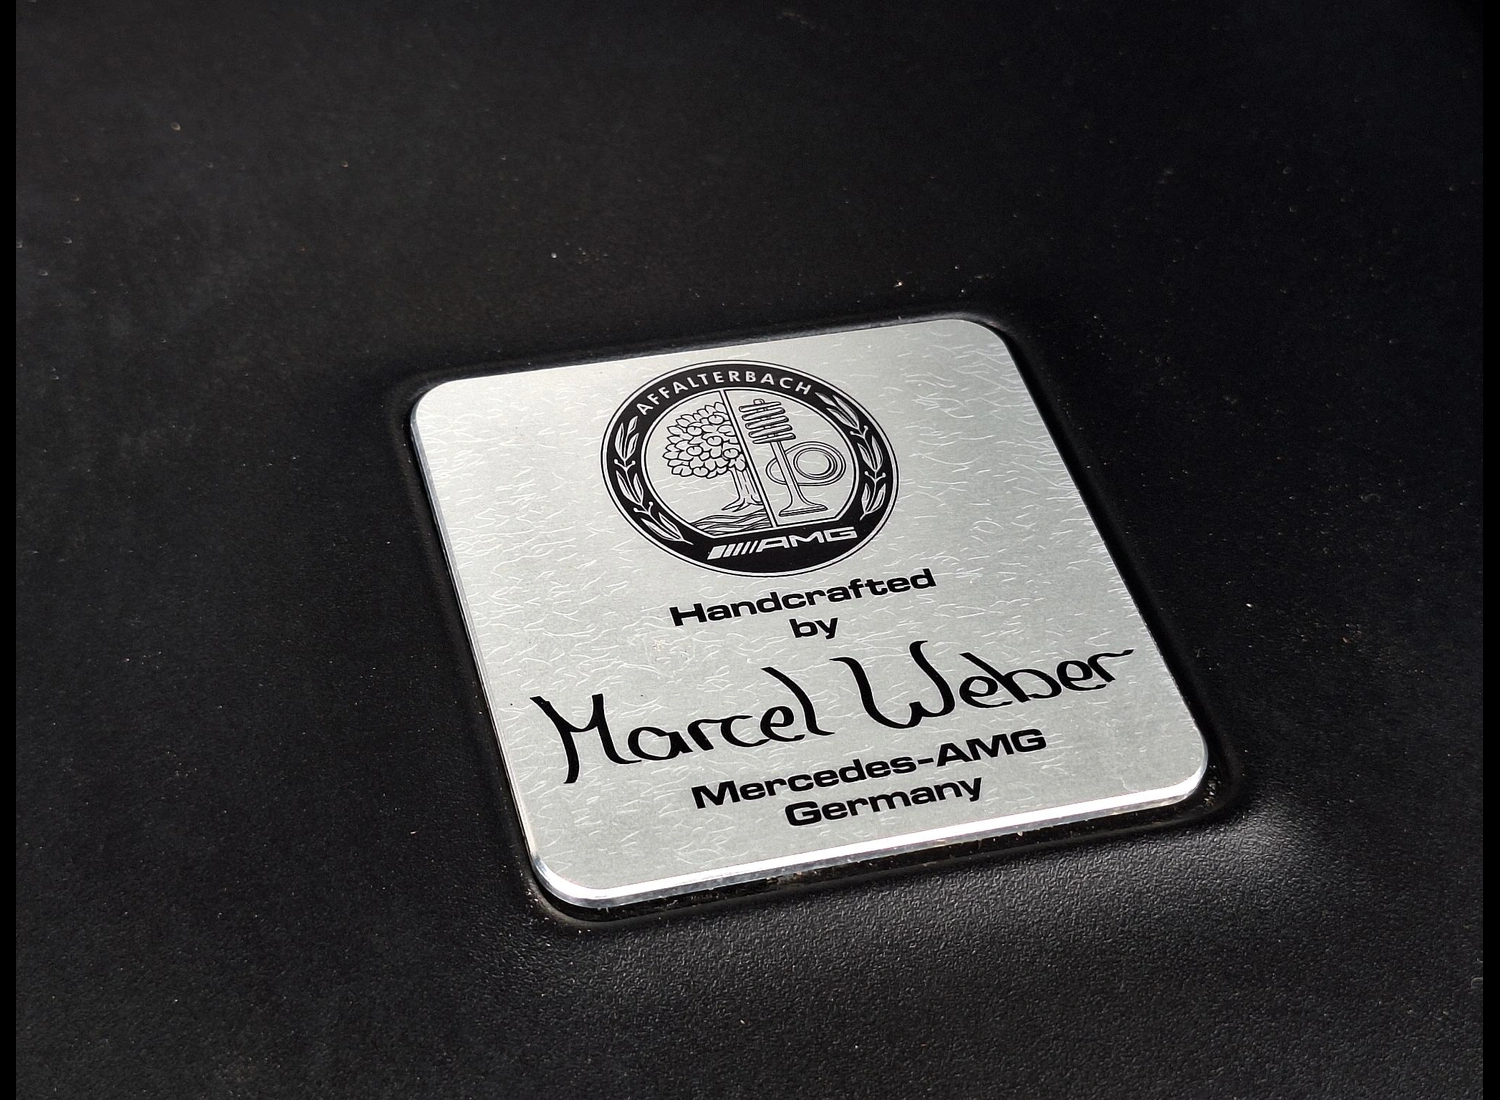 AFFALTERBACH
AMG
Handcrafted
by
Marcel Weber
Mercedes-AMG
Germany